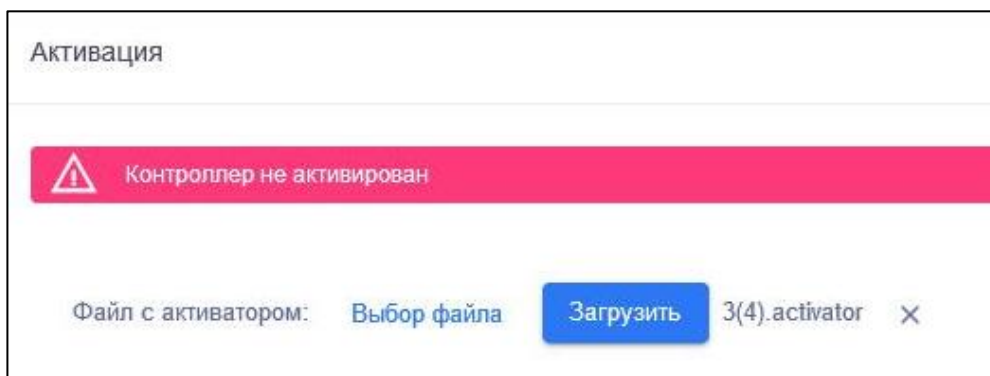 Активация
Контроллер не активирован
Файл с активатором: Выбор файла Загрузить 3(4).activator ×